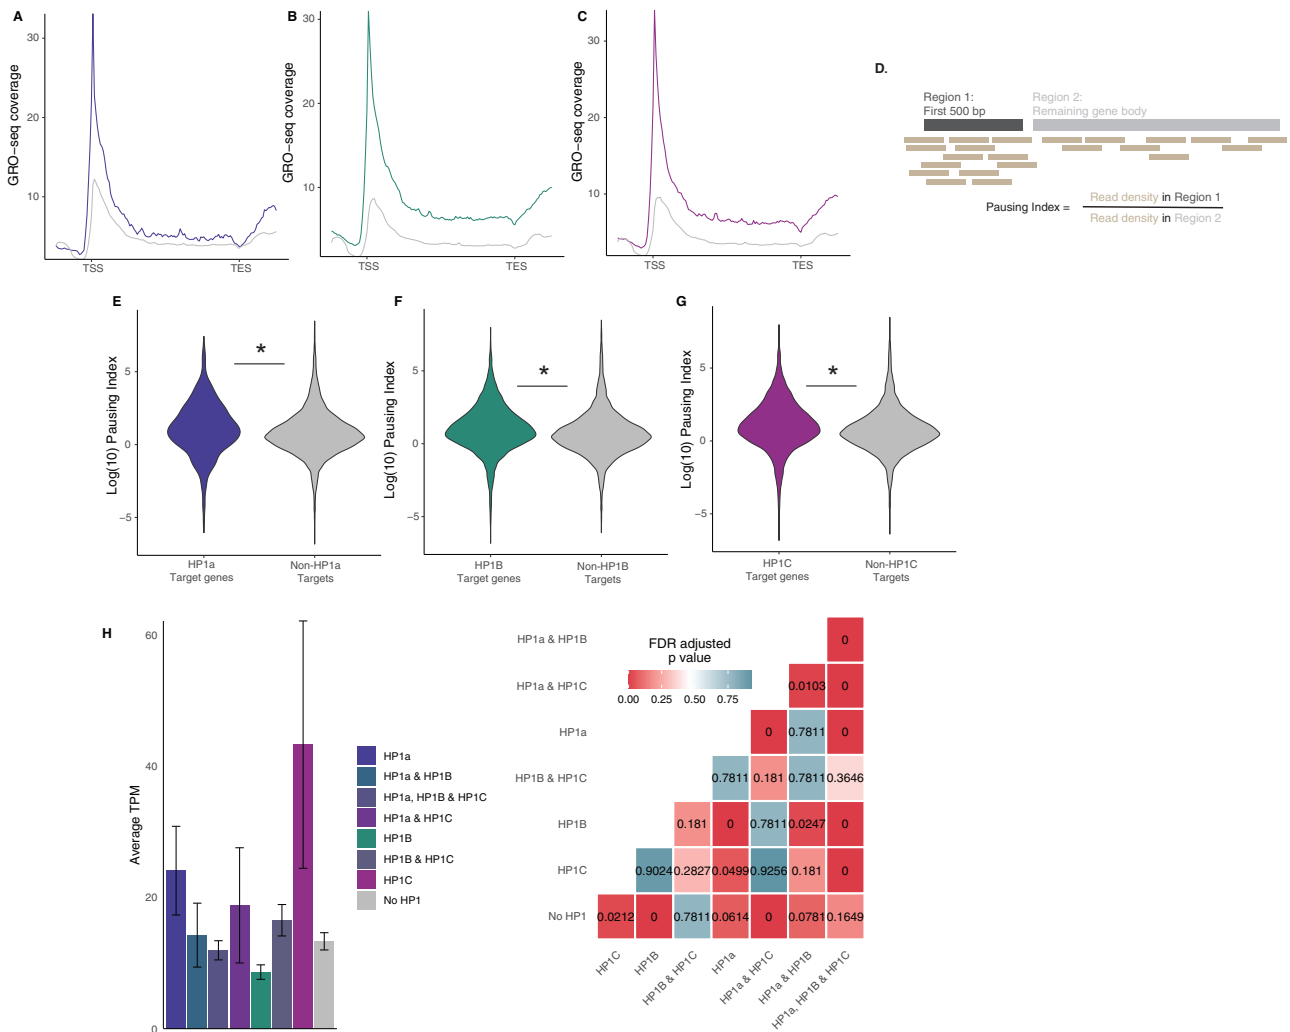 A
GRO-seq coverage
30
20
10
TSS
TES
B
GRO-seq coverage
30
20
10
TSS
TES
C
GRO-seq coverage
30
20
10
TSS
TES
D.
Region 1:
First 500 bp
Region 2:
Remaining gene body
Pausing Index =
Read density in Region 1
Read density in Region 2
E
Log(10) Pausing Index
5
0
−5
*
HP1a
Target genes
Non-HP1a
Targets
F
Log(10) Pausing Index
5
0
−5
*
HP1B
Target genes
Non-HP1B
Targets
G
Log(10) Pausing Index
5
0
−5
*
HP1C
Target genes
Non-HP1C
Targets
H
Average TPM
60
40
20
0
HP1a
HP1a & HP1B
HP1a, HP1B & HP1C
HP1a & HP1C
HP1B
HP1B & HP1C
HP1C
No HP1
FDR adjusted
p value
0.00 0.25 0.50 0.75
HP1a & HP1B 0
HP1a & HP1C 0.0103 0
HP1a 0 0.7811 0
HP1B & HP1C 0.7811 0.181 0.7811 0.3646
HP1B 0.181 0 0.7811 0.0247 0
HP1C 0.9024 0.2827 0.0499 0.9256 0.181 0
No HP1 0.0212 0 0.7811 0.0614 0 0.0781 0.1649
HP1C
HP1B
HP1B & HP1C
HP1a
HP1a & HP1C
HP1a & HP1B
HP1a, HP1B & HP1C